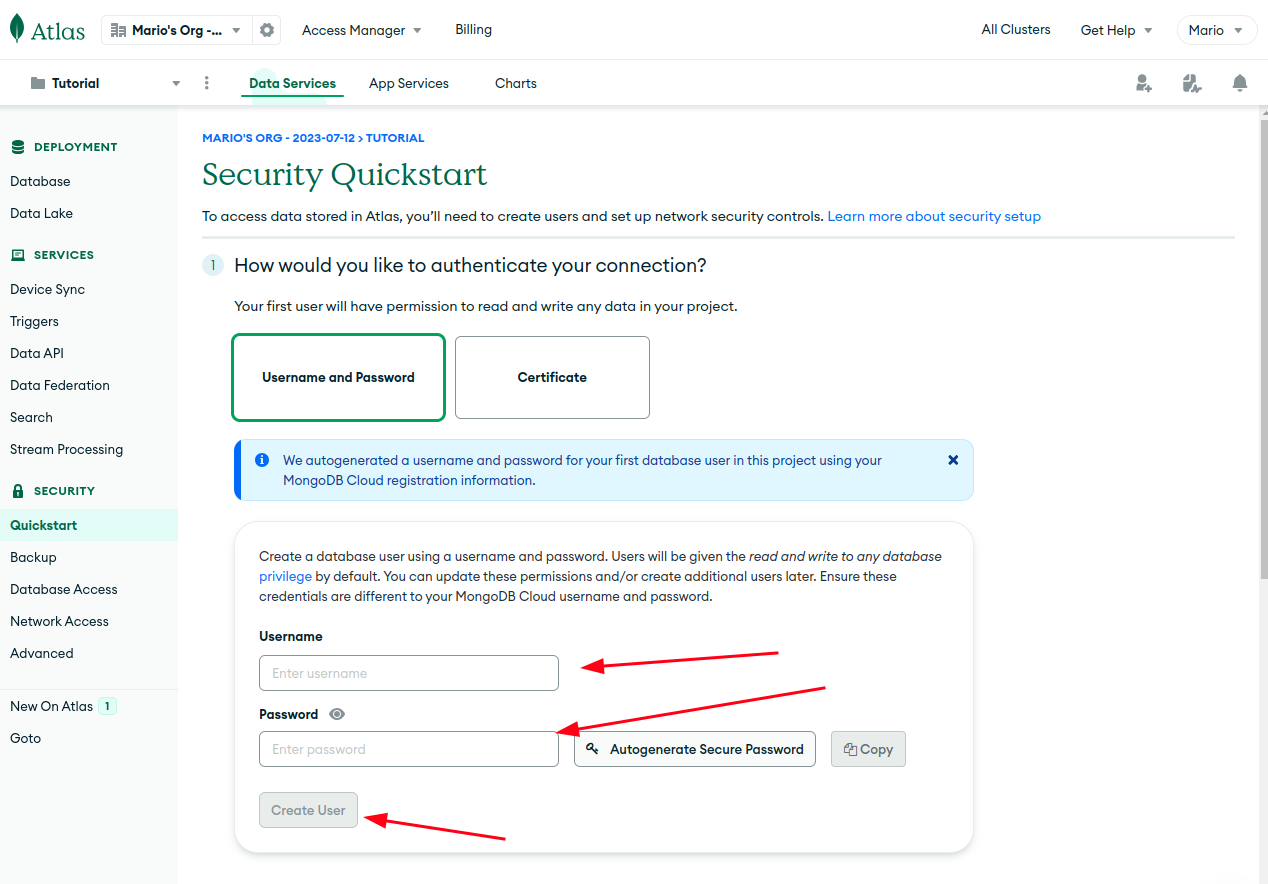 Atlas
Mario's Org -...
Access Manager
Billing
All Clusters
Get Help
Mario
Tutorial
Data Services
App Services
Charts
DEPLOYMENT
Database
Data Lake
SERVICES
Device Sync
Triggers
Data API
Data Federation
Search
Stream Processing
SECURITY
Quickstart
Backup
Database Access
Network Access
Advanced
New On Atlas 1
Goto
MARIO'S ORG - 2023-07-12 > TUTORIAL
Security Quickstart
To access data stored in Atlas, you’ll need to create users and set up network security controls. Learn more about security setup
1 How would you like to authenticate your connection?
Your first user will have permission to read and write any data in your project.
Username and Password
Certificate
We autogenerated a username and password for your first database user in this project using your
MongoDB Cloud registration information.
Create a database user using a username and password. Users will be given the read and write to any database
privilege by default. You can update these permissions and/or create additional users later. Ensure these
credentials are different to your MongoDB Cloud username and password.
Username
Enter username
Password
Enter password
Autogenerate Secure Password
Copy
Create User